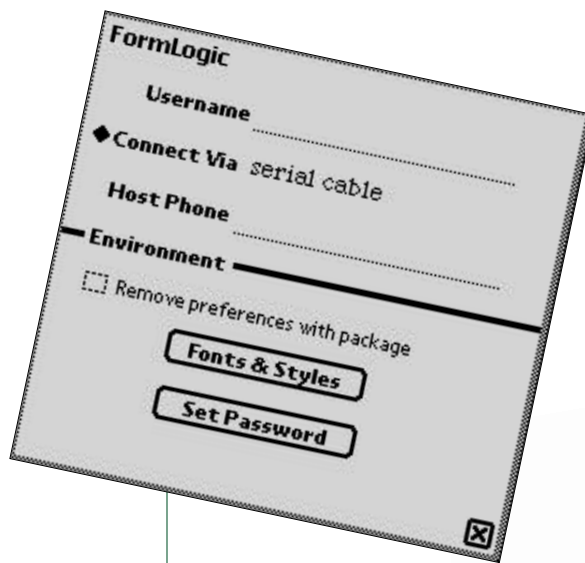 FormLogic
Username
Connect Via serial cable
Host Phone
Environment
Remove preferences with package
Fonts & Styles
Set Password